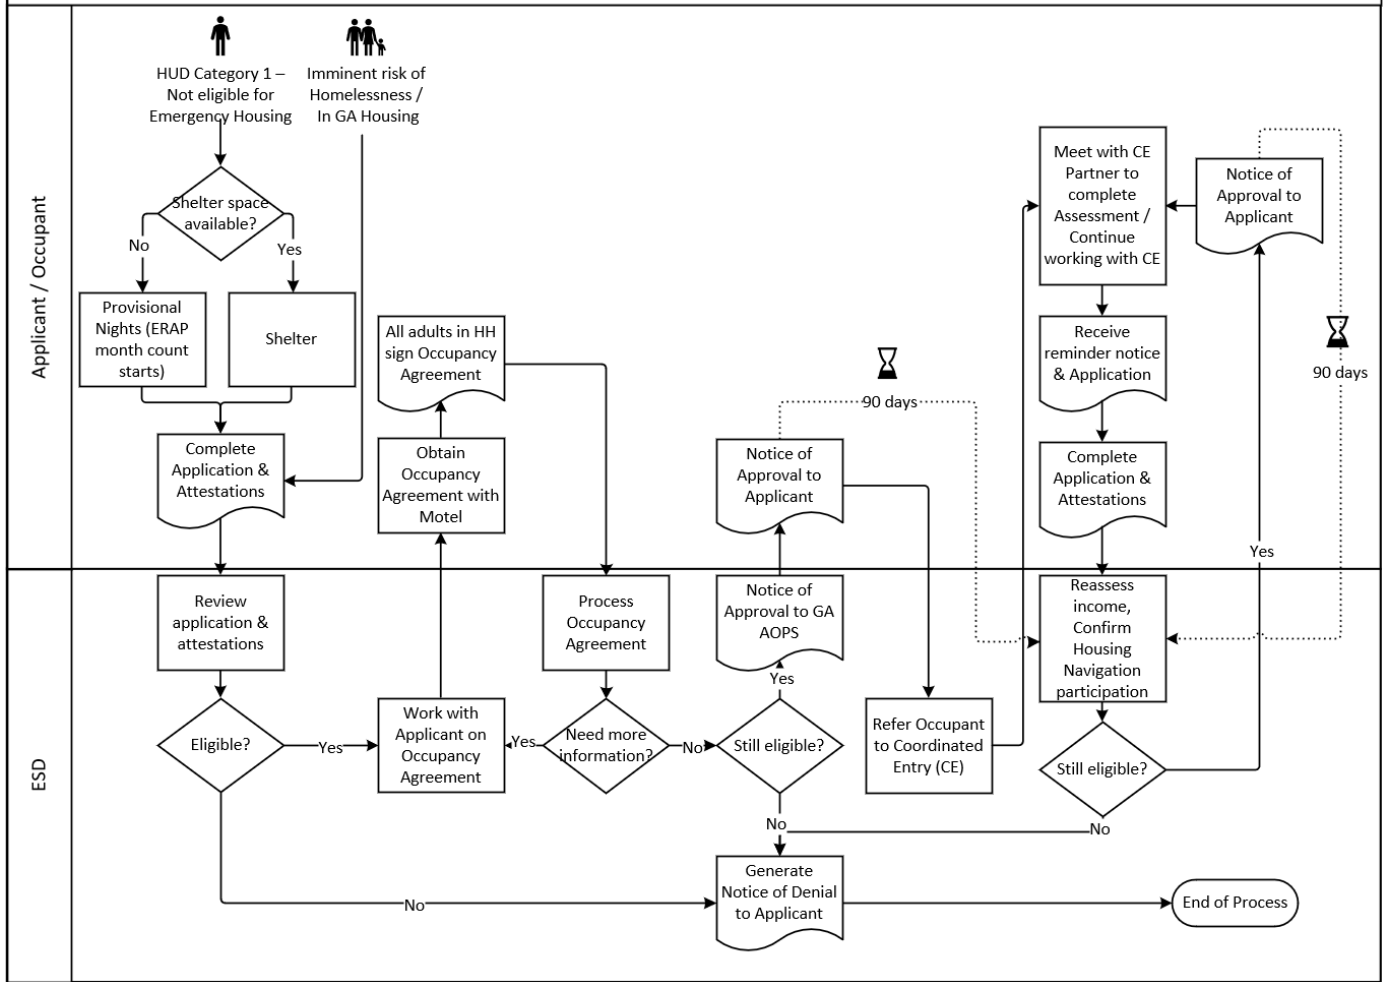 Applicant / Occupant
HUD Category 1 –
Not eligible for
Emergency Housing
Imminent risk of
Homelessness /
In GA Housing
Shelter space
available?
No
Yes
Provisional
Nights (ERAP
month count
starts)
Shelter
Complete
Application &
Attestations
All adults in HH
sign Occupancy
Agreement
Obtain
Occupancy
Agreement with
Motel
Notice of
Approval to
Applicant
90 days
Meet with CE
Partner to
complete
Assessment /
Continue
working with CE
Notice of
Approval to
Applicant
Receive
reminder notice
& Application
90 days
Complete
Application &
Attestations
Yes
ESD
Review
application &
attestations
Eligible?
Yes
No
Work with
Applicant on
Occupancy
Agreement
Process
Occupancy
Agreement
Need more
information?
Yes
No
Notice of
Approval to GA
AOPS
Yes
Still eligible?
No
Refer Occupant
to Coordinated
Entry (CE)
Reassess
income,
Confirm
Housing
Navigation
participation
Still eligible?
No
Generate
Notice of Denial
to Applicant
End of Process